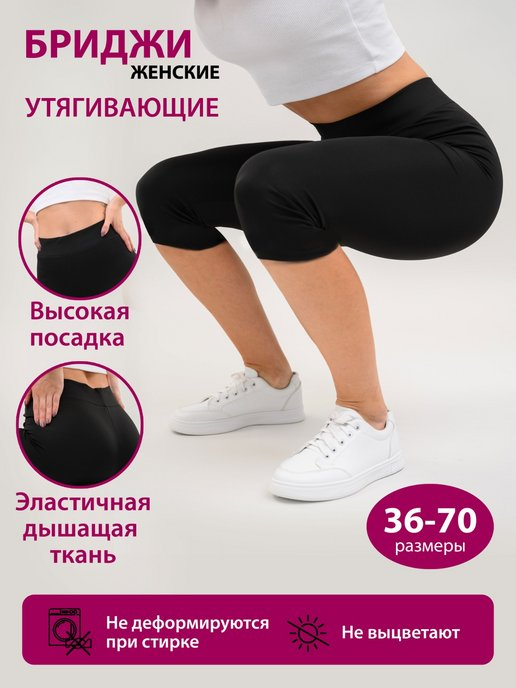 БРИДЖИ
ЖЕНСКИЕ
УТЯГИВАЮЩИЕ
Высокая
посадка
Эластичная
дышащая
ткань
36-70
размеры
Не деформируются
при стирке
Не выцветают